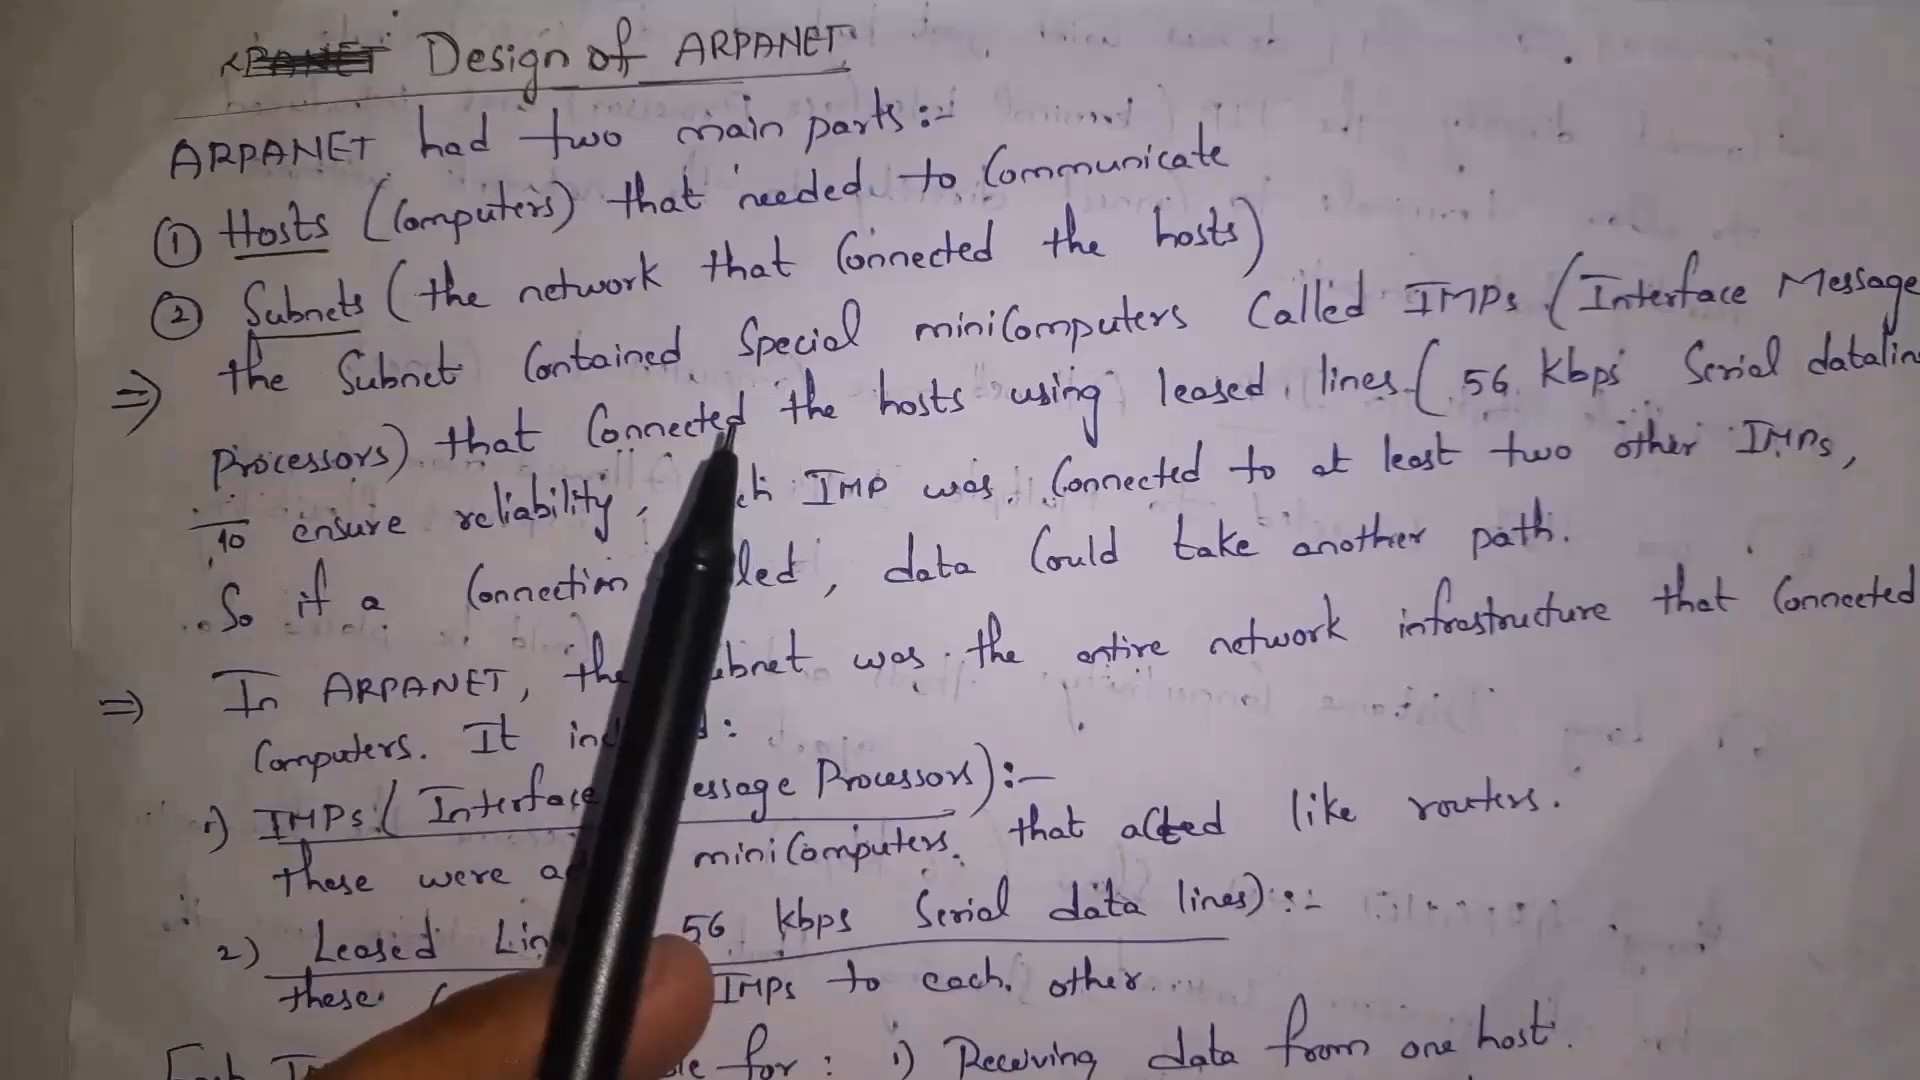 Design of ARPANET
ARPANET had two main parts:-
① Hosts (Computers) that needed to Communicate
② Subnets (the network that Connected the hosts)
⇒ the Subnet Contained Special minicomputers Called IMPs (Interface Message
Processors) that Connected the hosts using leased lines (56 Kbps Serial datalin
To ensure reliability, IMP was Connected to at least two other IMPs,
So if a Connection led, data Could take another path.
⇒ In ARPANET, the bnet was the entire network infrastructure that Connected
Computers. It in :
1) IMPs (Interface essage Processors):-
these were a minicomputers that acted like routers.
2) Leased Lin 56 kbps Serial data lines):-
these IMPs to each other.
le for: i) Receiving data from one host.